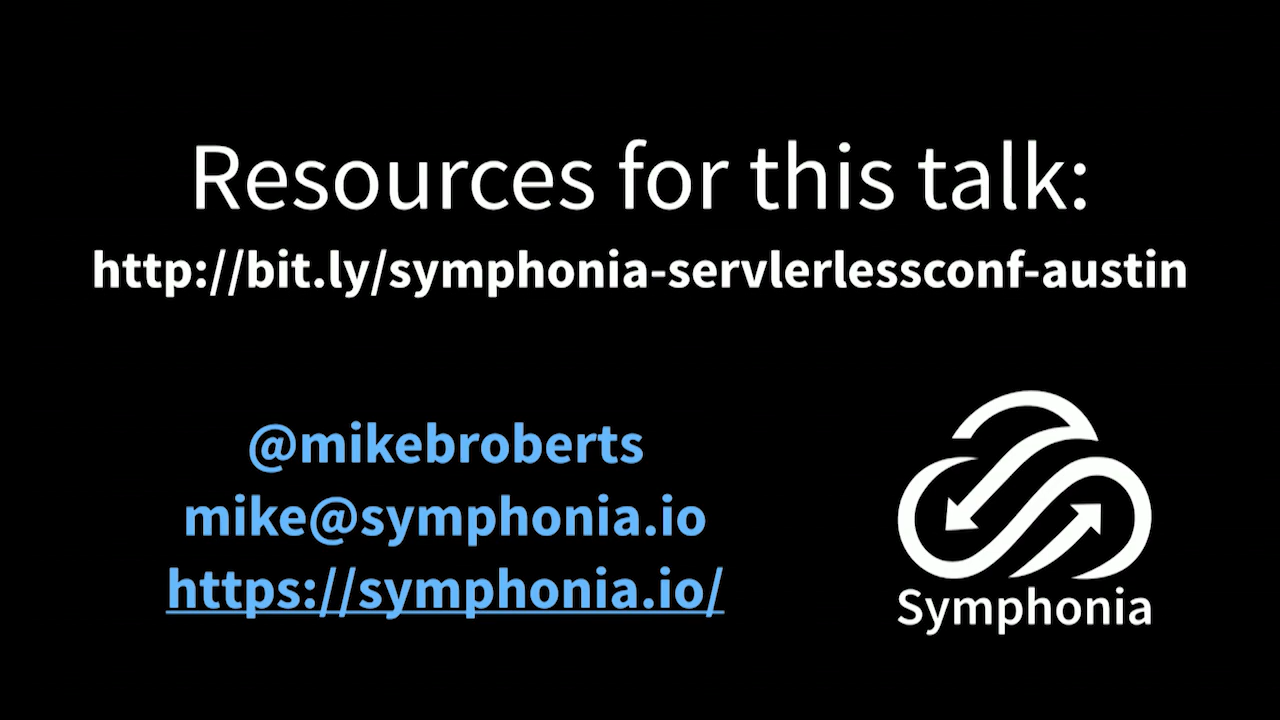 Resources for this talk:
http://bit.ly/symphonia-servlerlessconf-austin
@mikebroberts
mike@symphonia.io
https://symphonia.io/
Symphonia